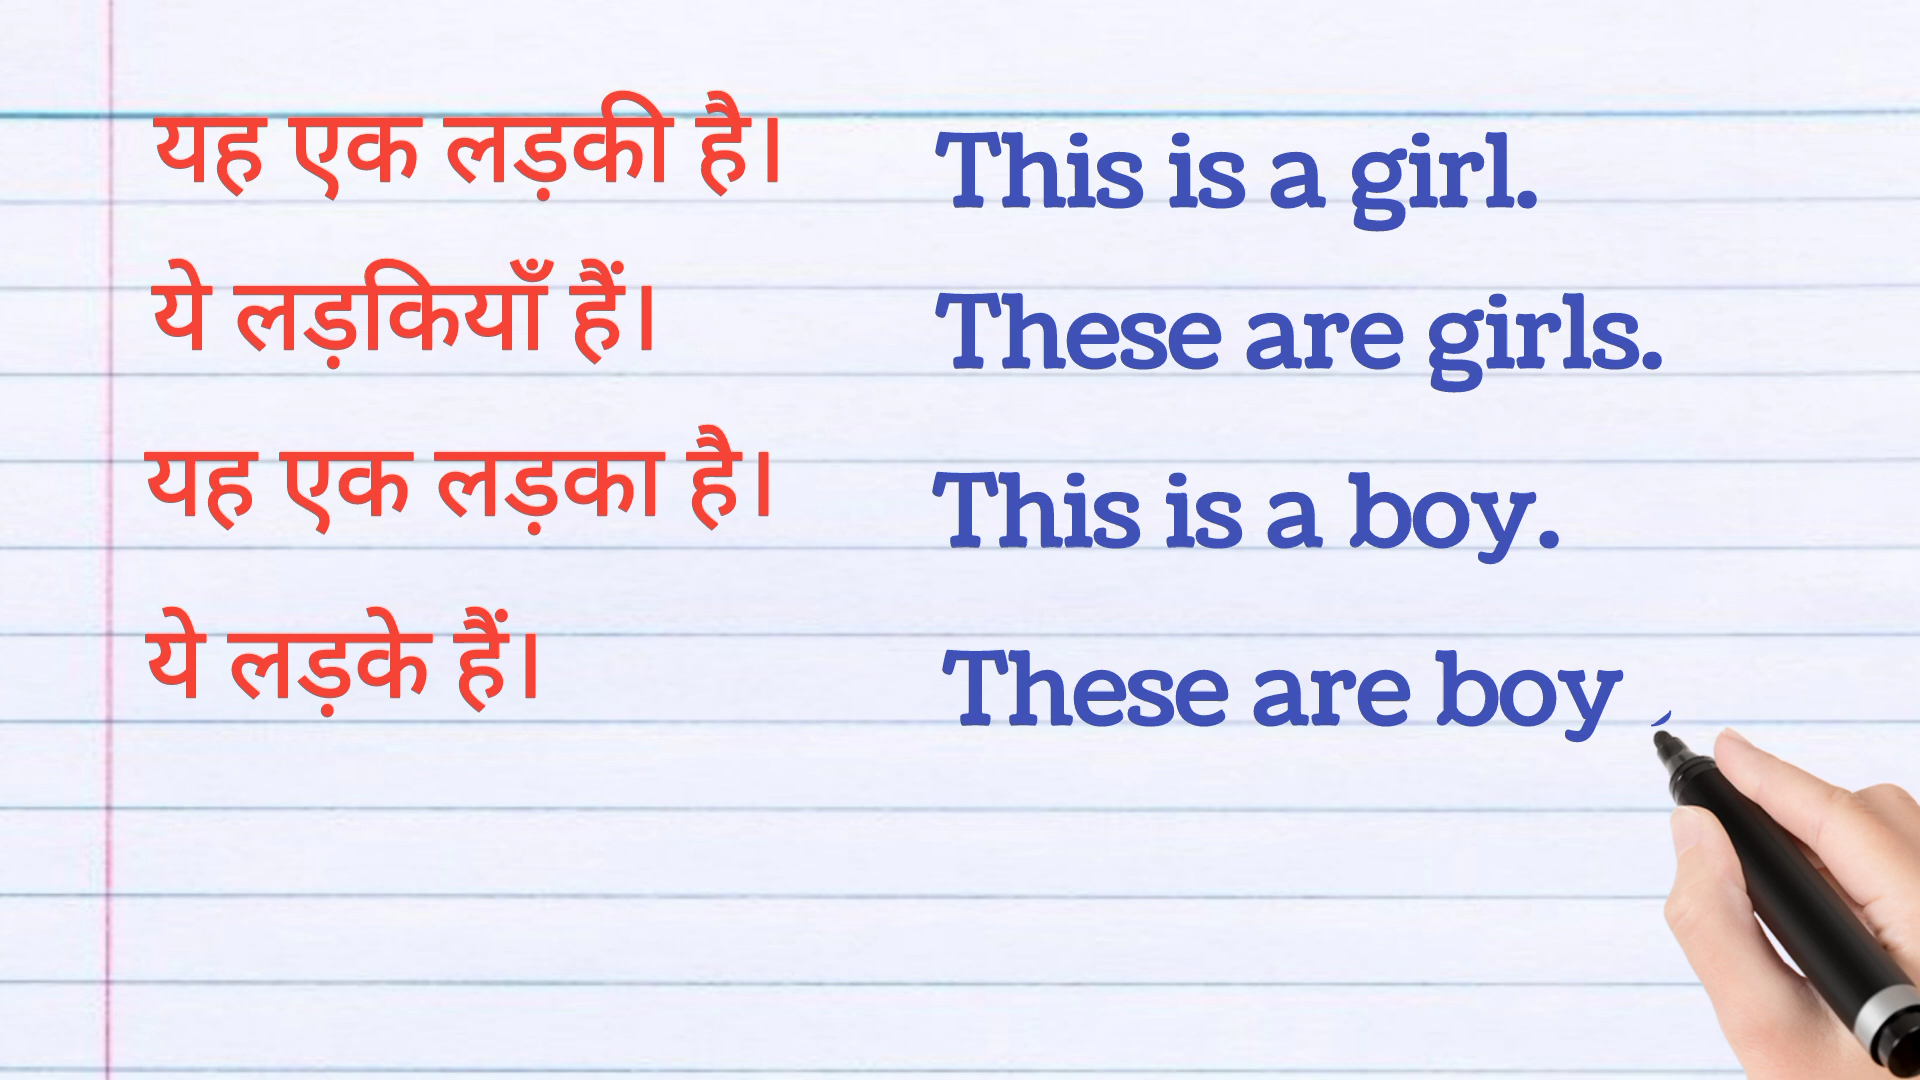 यह एक लड़की है। This is a girl.
ये लड़कियाँ हैं। These are girls.
यह एक लड़का है। This is a boy.
ये लड़के हैं। These are boy